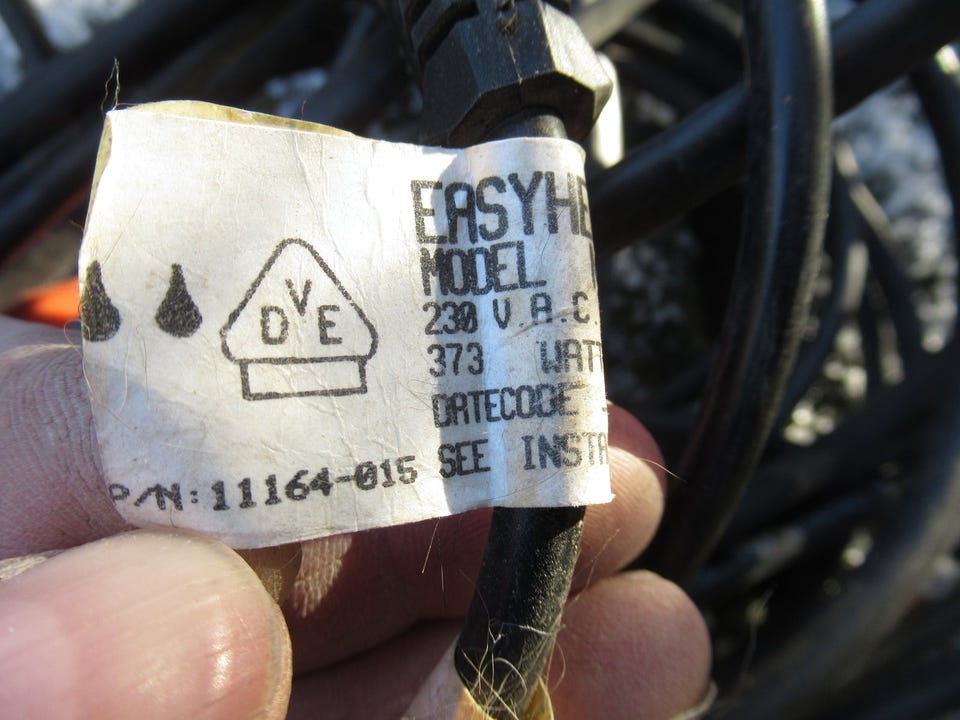 EASYHE
MODEL
230 V A.C.
373 WATT
DATECODE
SEE INSTA
DVE
P/N:11164-015